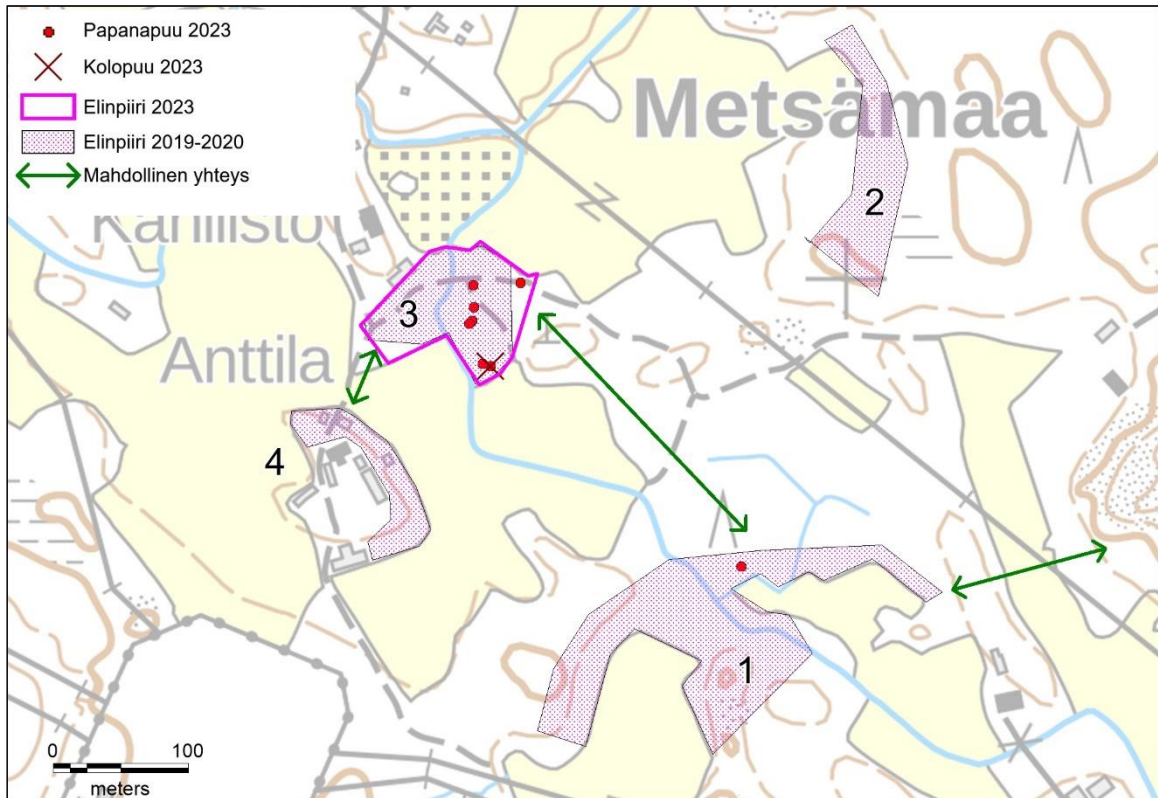 Papanapuu 2023
Kolopuu 2023
Elinpiiri 2023
Elinpiiri 2019-2020
Mahdollinen yhteys
Metsämaa
2
3
Anttila
4
1
0 100
meters